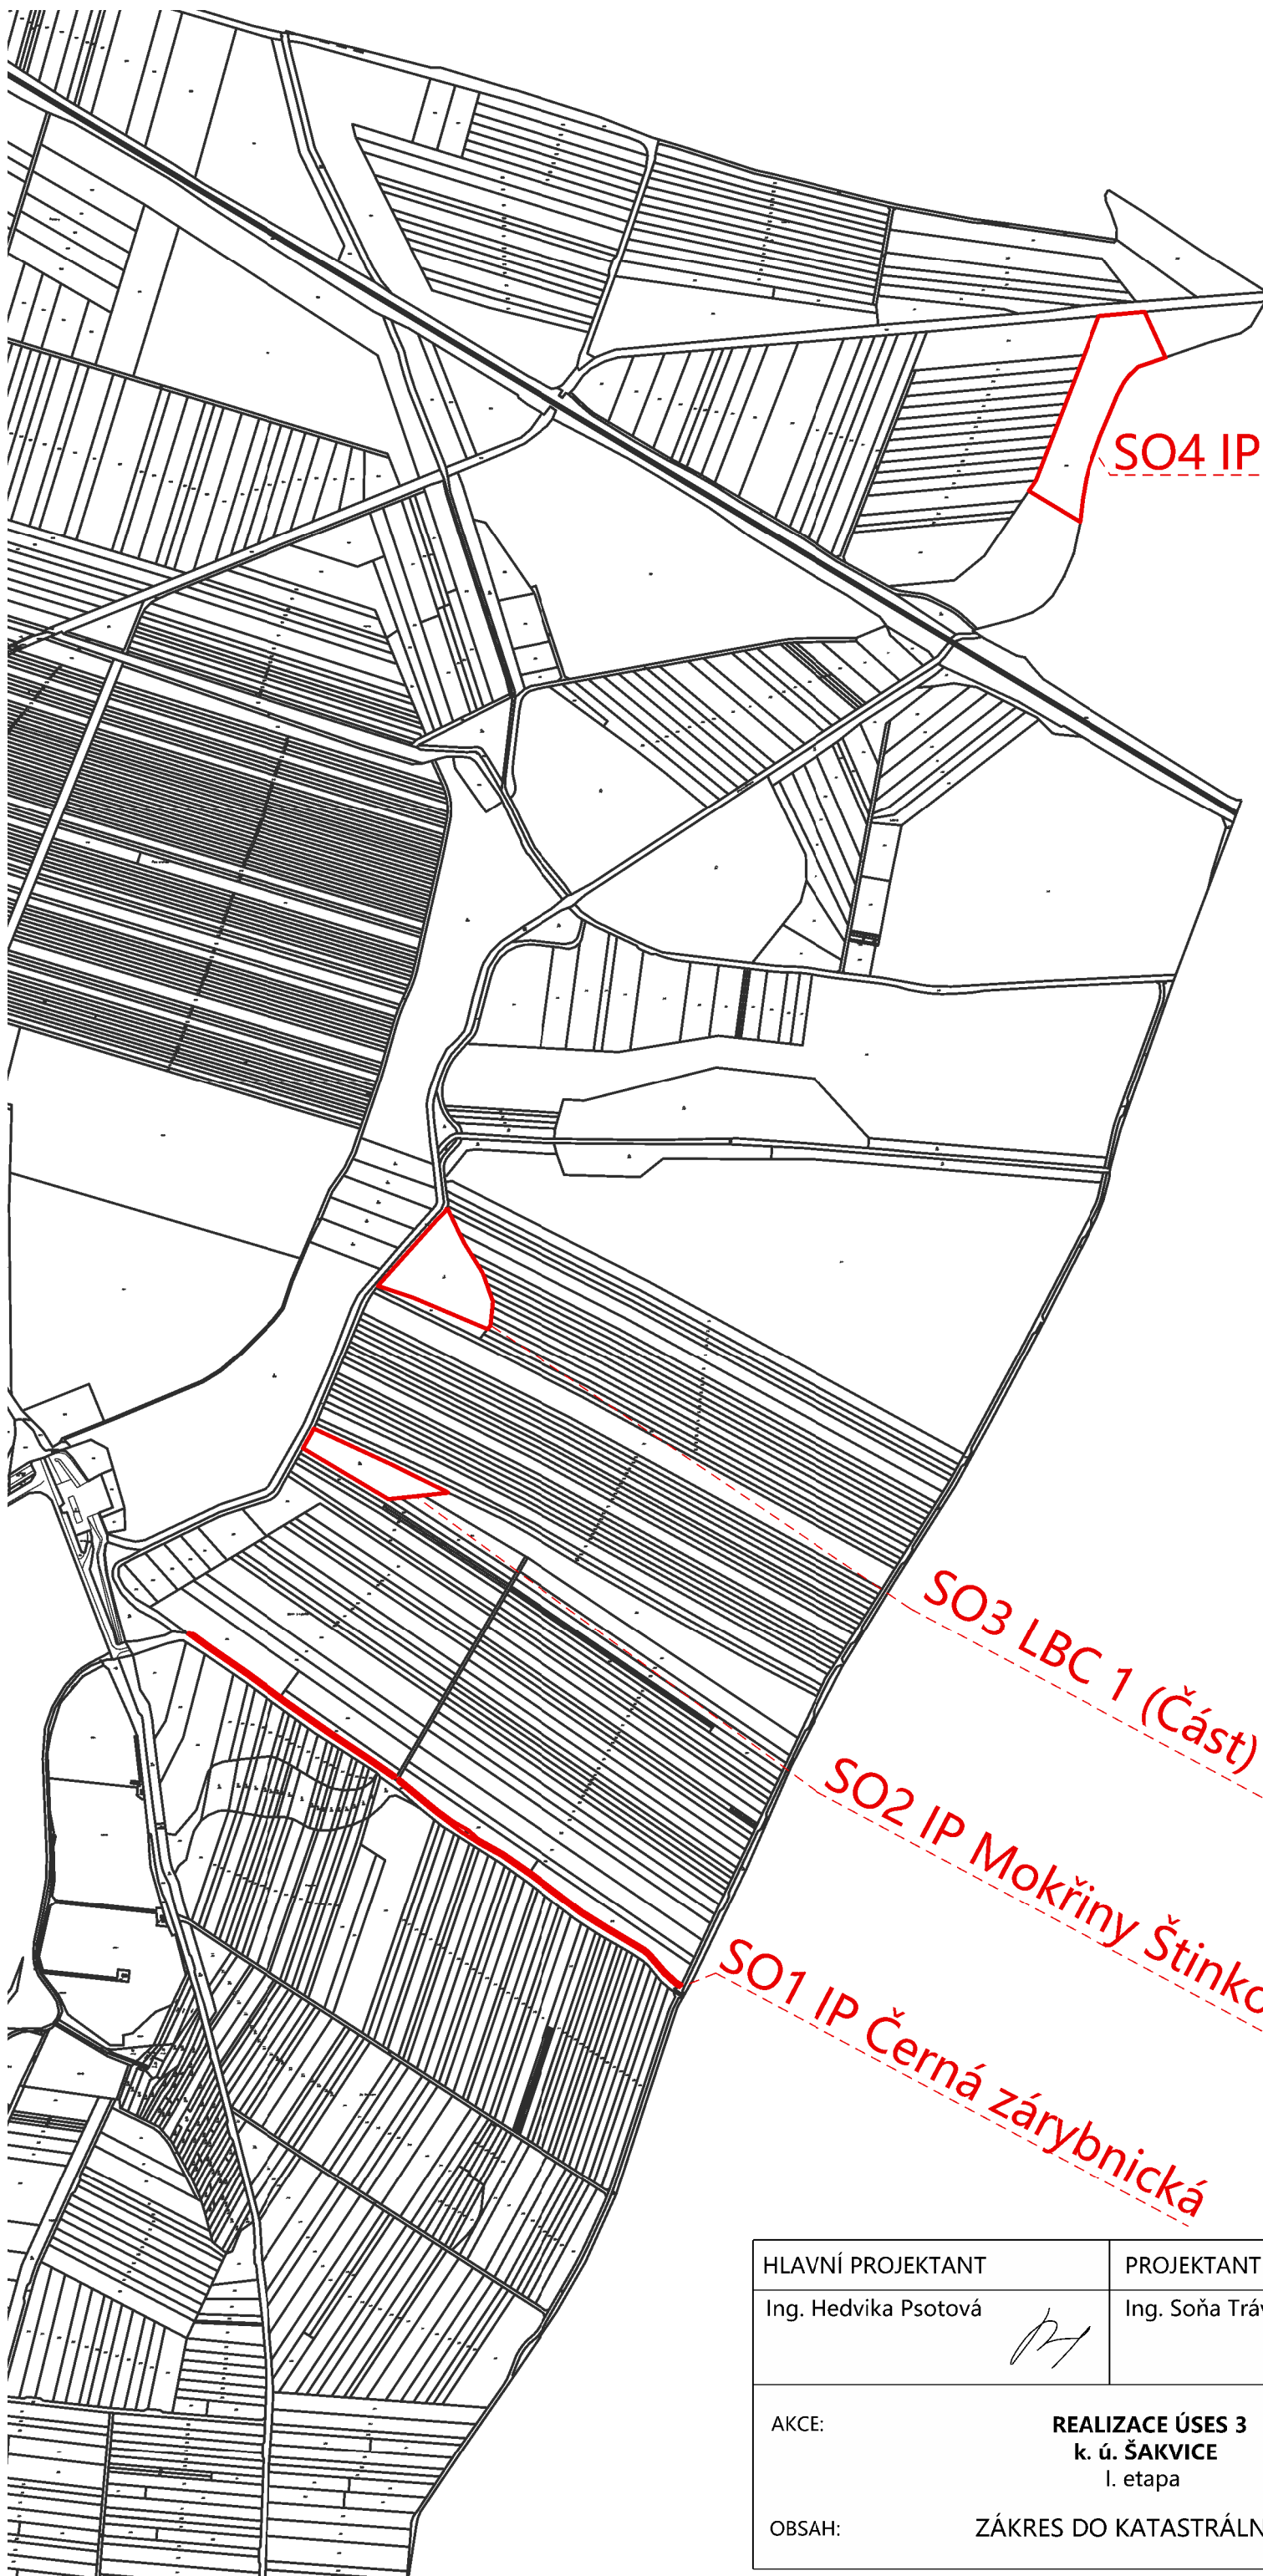 SO4 IP
SO3 LBC 1 (Část)
SO2 IP Mokřiny Štinko
SO1 IP Černá zárybnická
HLAVNÍ PROJEKTANT
PROJEKTANT
Ing. Hedvika Psotová
Ing. Soňa Tráv
AKCE:
REALIZACE ÚSES 3
k. ú. ŠAKVICE
I. etapa
OBSAH:
ZÁKRES DO KATASTRÁLN